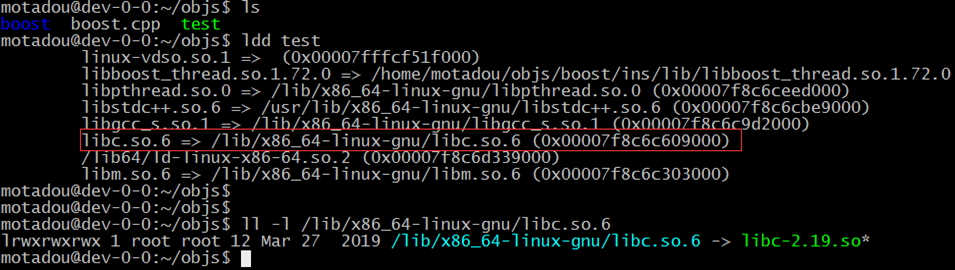 motadou@dev-0-0:~/objs$ ls
boost  boost.cpp  test
motadou@dev-0-0:~/objs$ ldd test
linux-vdso.so.1 =>  (0x00007fffcf51f000)
libboost_thread.so.1.72.0 => /home/motadou/objs/boost/ins/lib/libboost_thread.so.1.72.0
libpthread.so.0 => /lib/x86_64-linux-gnu/libpthread.so.0 (0x00007f8c6ceed000)
libstdc++.so.6 => /usr/lib/x86_64-linux-gnu/libstdc++.so.6 (0x00007f8c6cbe9000)
libgcc_s.so.1 => /lib/x86_64-linux-gnu/libgcc_s.so.1 (0x00007f8c6c9d2000)
libc.so.6 => /lib/x86_64-linux-gnu/libc.so.6 (0x00007f8c6c609000)
/lib64/ld-linux-x86-64.so.2 (0x00007f8c6d339000)
libm.so.6 => /lib/x86_64-linux-gnu/libm.so.6 (0x00007f8c6c303000)
motadou@dev-0-0:~/objs$
motadou@dev-0-0:~/objs$
motadou@dev-0-0:~/objs$ ll -l /lib/x86_64-linux-gnu/libc.so.6
lrwxrwxrwx 1 root root 12 Mar 27  2019 /lib/x86_64-linux-gnu/libc.so.6 -> libc-2.19.so*
motadou@dev-0-0:~/objs$